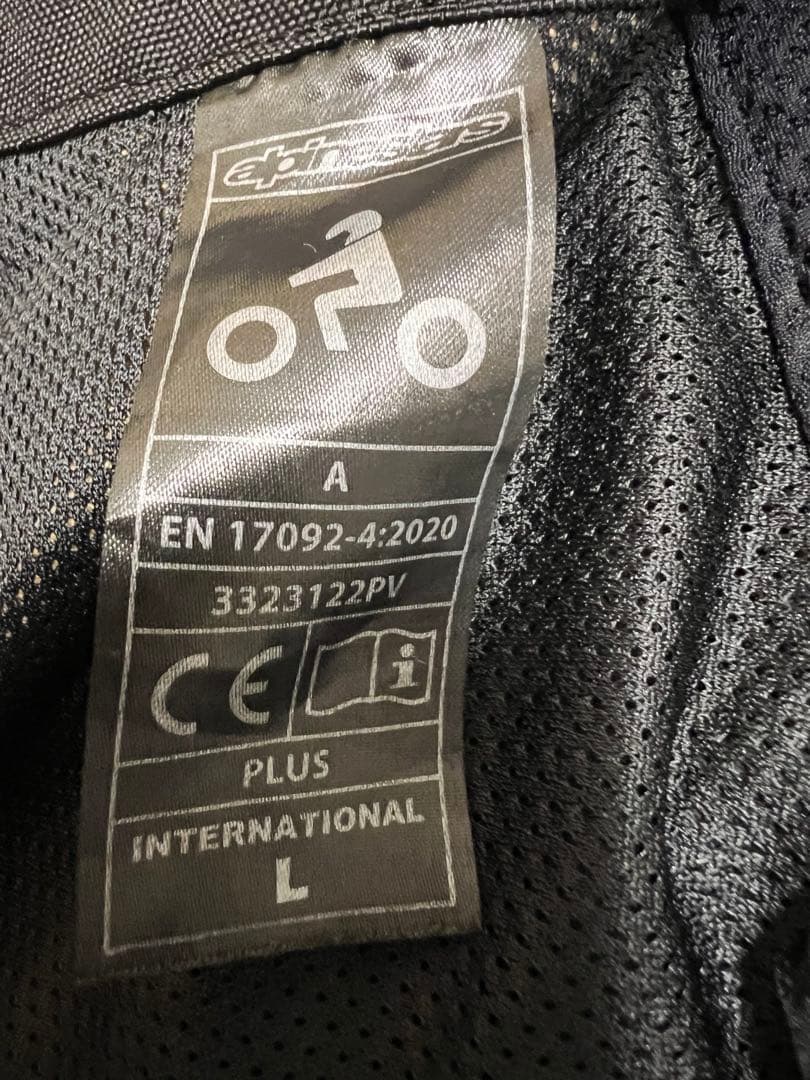 alpinestars
A
EN 17092-4:2020
3323122PV
CE i
PLUS
INTERNATIONAL
L